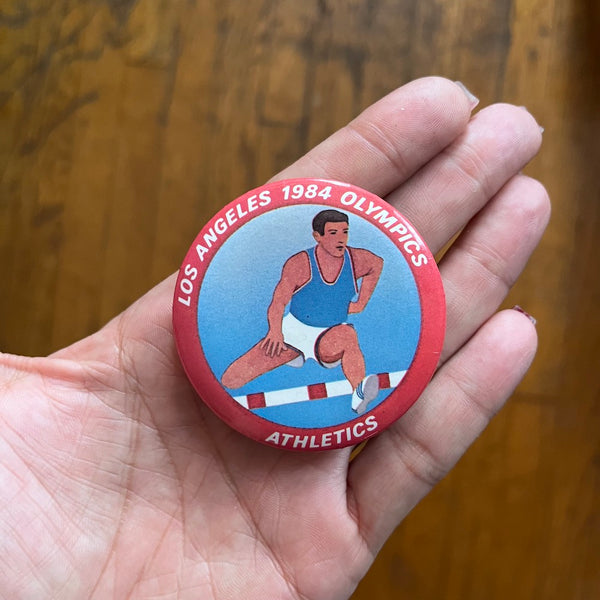 LOS ANGELES 1984 OLYMPICS
ATHLETICS